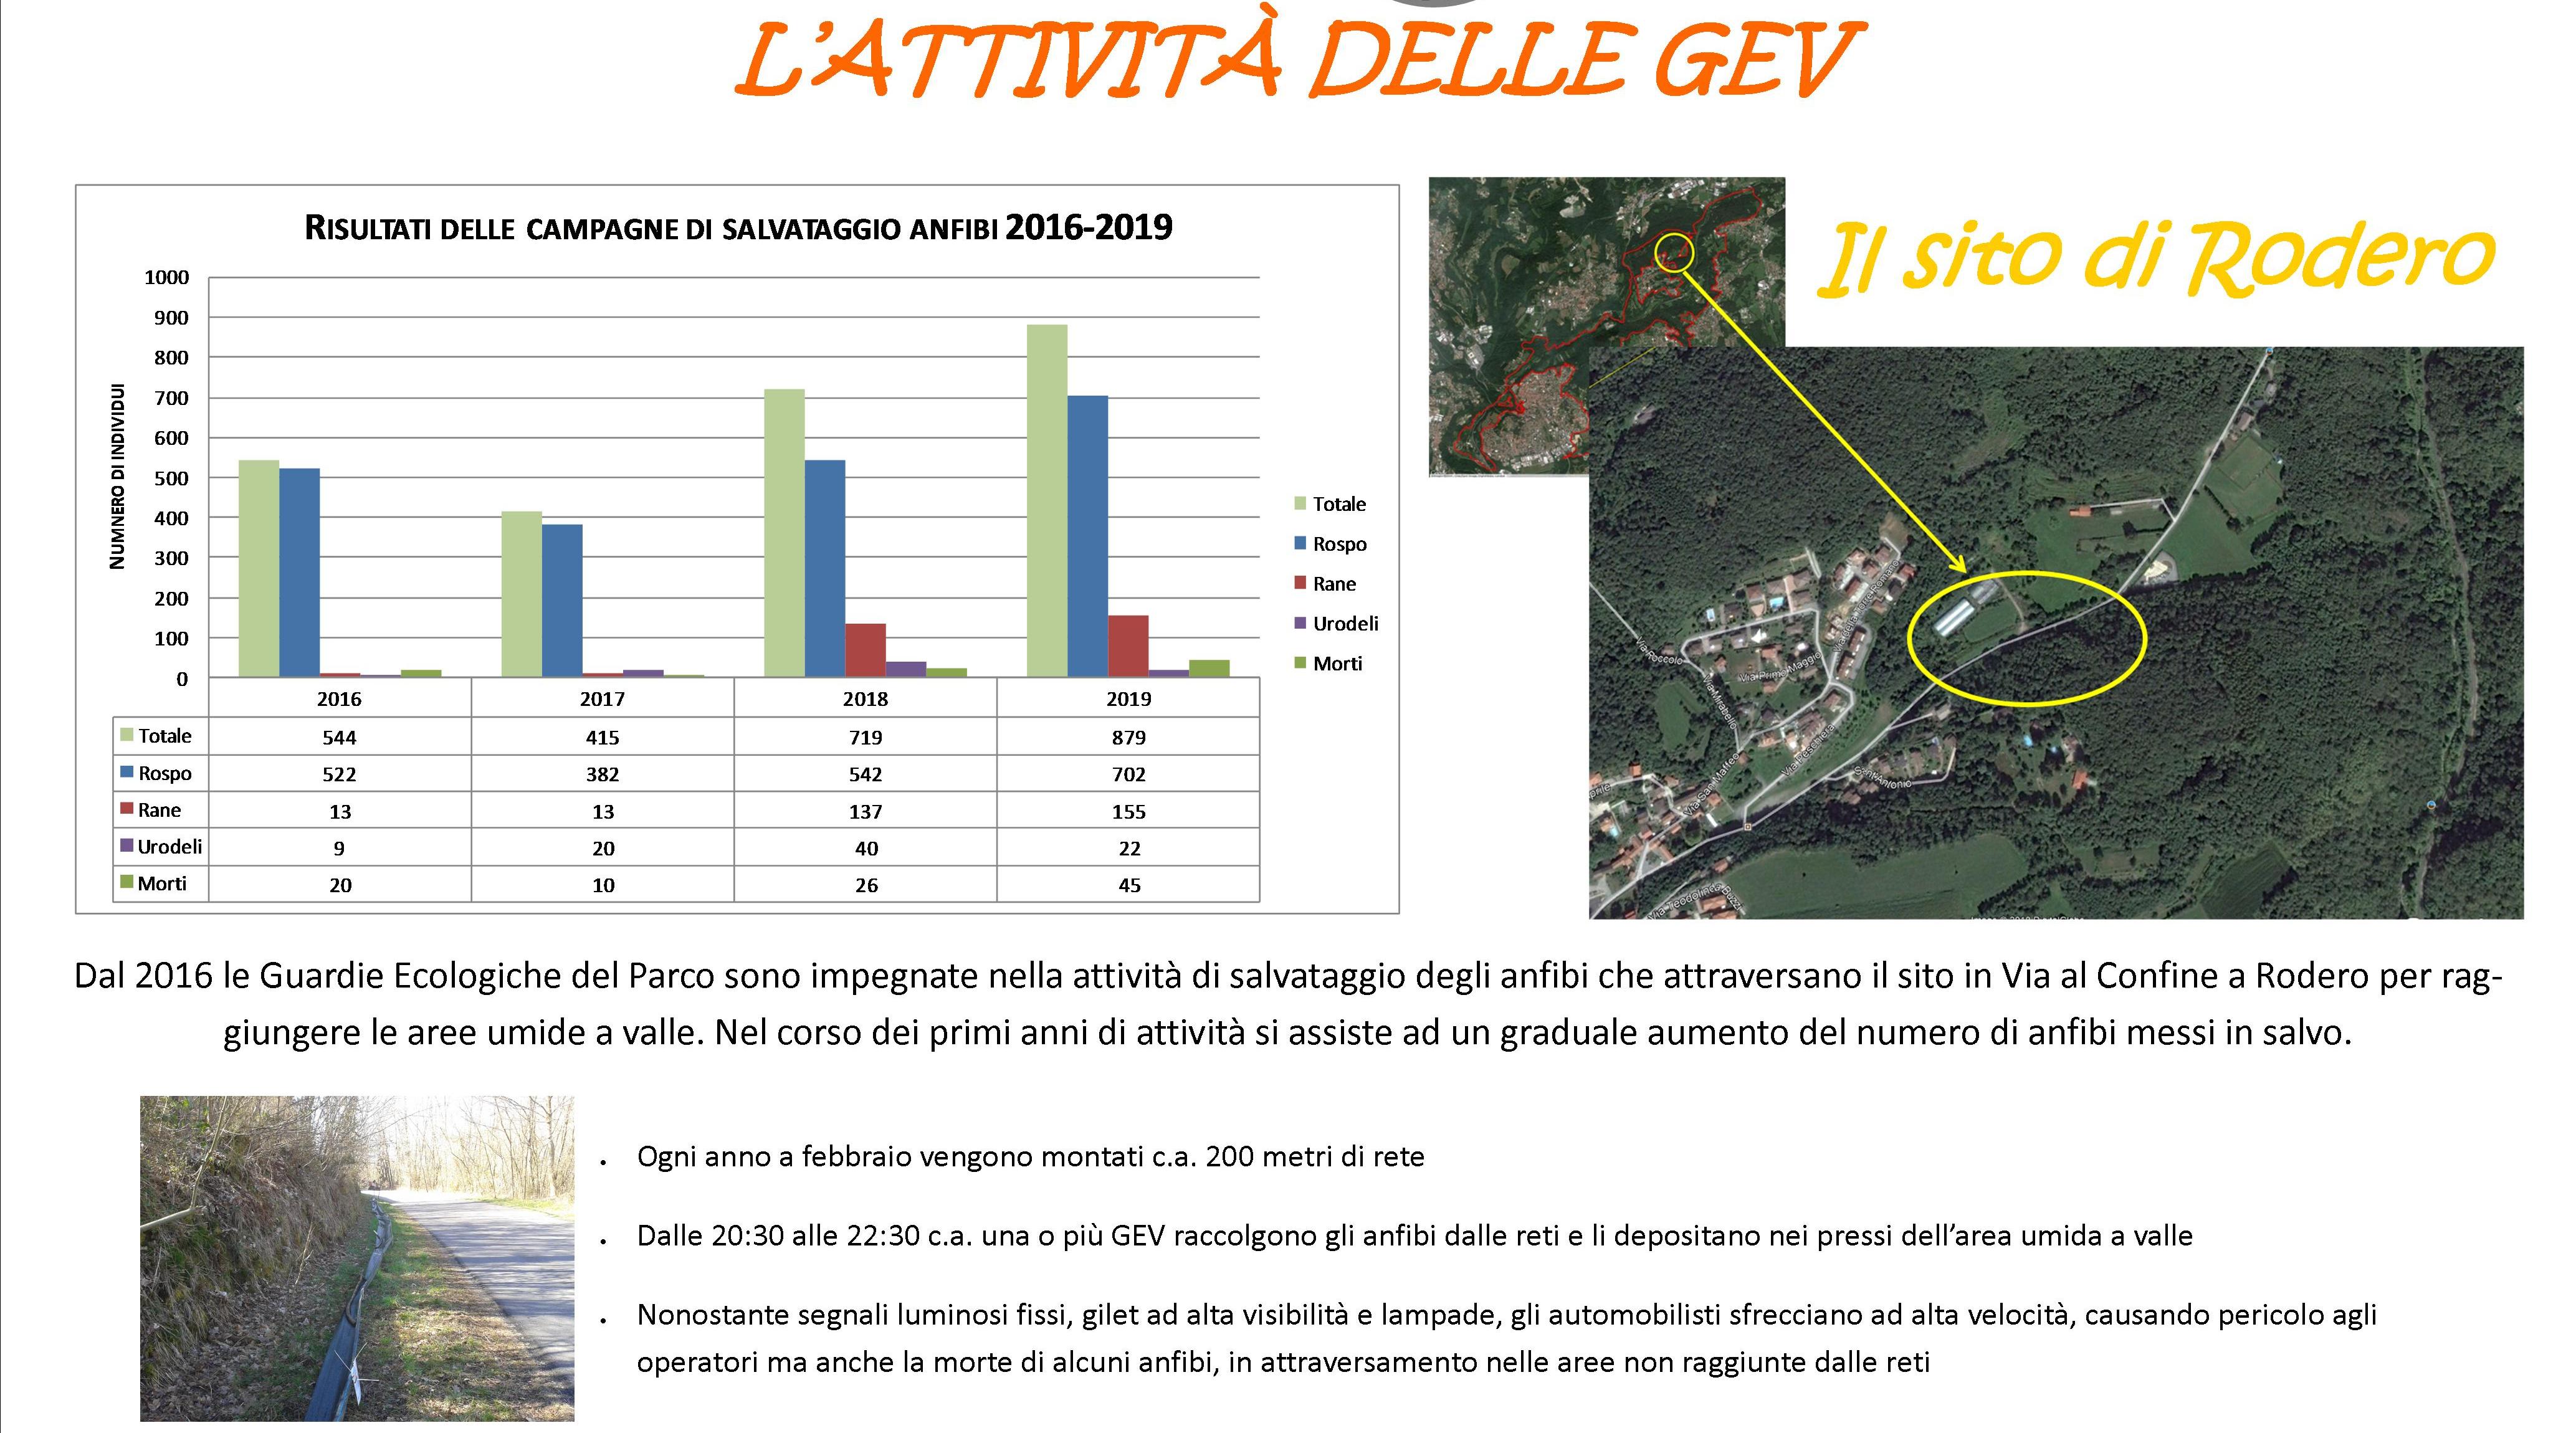 L'ATTIVITÀ DELLE GEV
RISULTATI DELLE CAMPAGNE DI SALVATAGGIO ANFIBI 2016-2019
NUMNERO DI INDIVIDUI
1000
900
800
700
600
500
400
300
200
100
0
2016 2017 2018 2019
Totale 544 415 719 879
Rospo 522 382 542 702
Rane 13 13 137 155
Urodeli 9 20 40 22
Morti 20 10 26 45
Totale
Rospo
Rane
Urodeli
Morti
Il sito di Rodero
Via Roccolo
Via Mirabello
Via Primo Maggio
Via San Maffeo
Via Peschiera
Sant'Antonio
Dal 2016 le Guardie Ecologiche del Parco sono impegnate nella attività di salvataggio degli anfibi che attraversano il sito in Via al Confine a Rodero per rag-
giungere le aree umide a valle. Nel corso dei primi anni di attività si assiste ad un graduale aumento del numero di anfibi messi in salvo.
• Ogni anno a febbraio vengono montati c.a. 200 metri di rete
• Dalle 20:30 alle 22:30 c.a. una o più GEV raccolgono gli anfibi dalle reti e li depositano nei pressi dell'area umida a valle
• Nonostante segnali luminosi fissi, gilet ad alta visibilità e lampade, gli automobilisti sfrecciano ad alta velocità, causando pericolo agli
operatori ma anche la morte di alcuni anfibi, in attraversamento nelle aree non raggiunte dalle reti